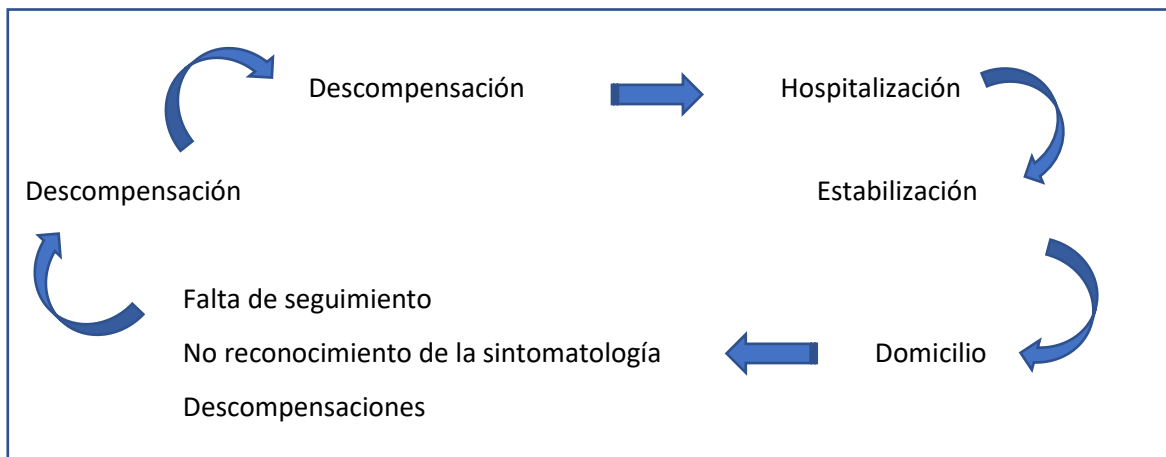 Descompensación
Hospitalización
Descompensación
Estabilización
Falta de seguimiento
No reconocimiento de la sintomatología
Domicilio
Descompensaciones